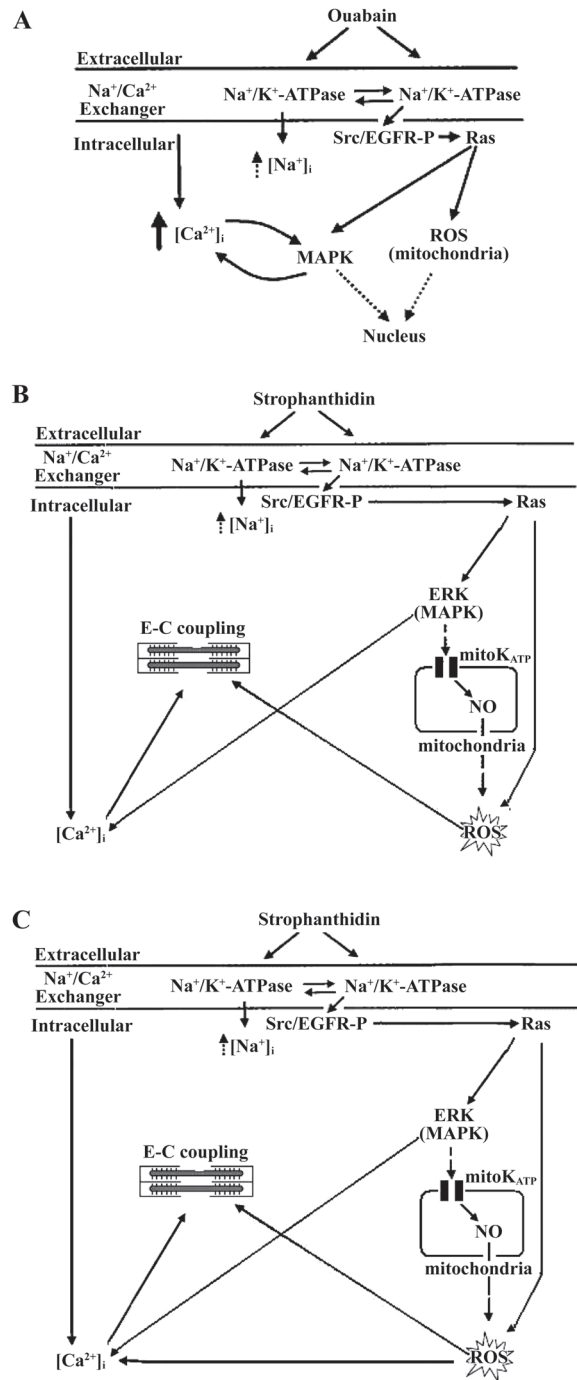 A
Ouabain
Extracellular
Na⁺/Ca²⁺
Exchanger
Na⁺/K⁺-ATPase
Na⁺/K⁺-ATPase
Intracellular
Src/EGFR-P
Ras
[Na⁺]ᵢ
[Ca²⁺]ᵢ
MAPK
ROS
(mitochondria)
Nucleus
B
Strophanthidin
Extracellular
Na⁺/Ca²⁺
Exchanger
Na⁺/K⁺-ATPase
Na⁺/K⁺-ATPase
Intracellular
Src/EGFR-P
Ras
[Na⁺]ᵢ
ERK
(MAPK)
E-C coupling
mitoK_ATP
NO
mitochondria
[Ca²⁺]ᵢ
ROS
C
Strophanthidin
Extracellular
Na⁺/Ca²⁺
Exchanger
Na⁺/K⁺-ATPase
Na⁺/K⁺-ATPase
Intracellular
Src/EGFR-P
Ras
[Na⁺]ᵢ
ERK
(MAPK)
E-C coupling
mitoK_ATP
NO
mitochondria
[Ca²⁺]ᵢ
ROS